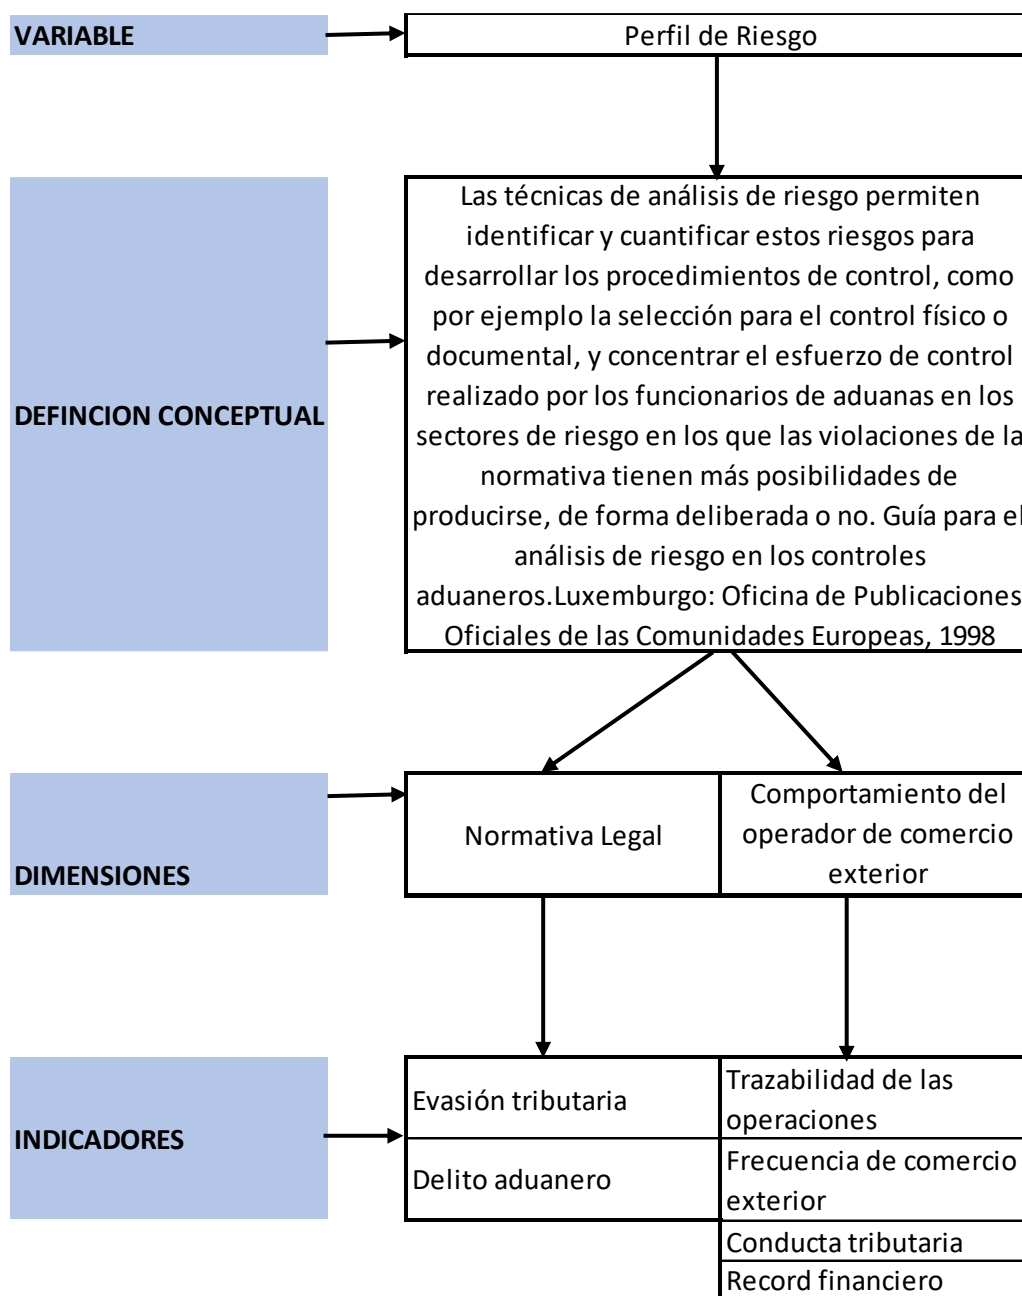 VARIABLE
Perfil de Riesgo
DEFINCION CONCEPTUAL
Las técnicas de análisis de riesgo permiten
identificar y cuantificar estos riesgos para
desarrollar los procedimientos de control, como
por ejemplo la selección para el control físico o
documental, y concentrar el esfuerzo de control
realizado por los funcionarios de aduanas en los
sectores de riesgo en los que las violaciones de la
normativa tienen más posibilidades de
producirse, de forma deliberada o no. Guía para el
análisis de riesgo en los controles
aduaneros.Luxemburgo: Oficina de Publicaciones
Oficiales de las Comunidades Europeas, 1998
DIMENSIONES
Normativa Legal
Comportamiento del
operador de comercio
exterior
INDICADORES
Evasión tributaria
Delito aduanero
Trazabilidad de las
operaciones
Frecuencia de comercio
exterior
Conducta tributaria
Record financiero